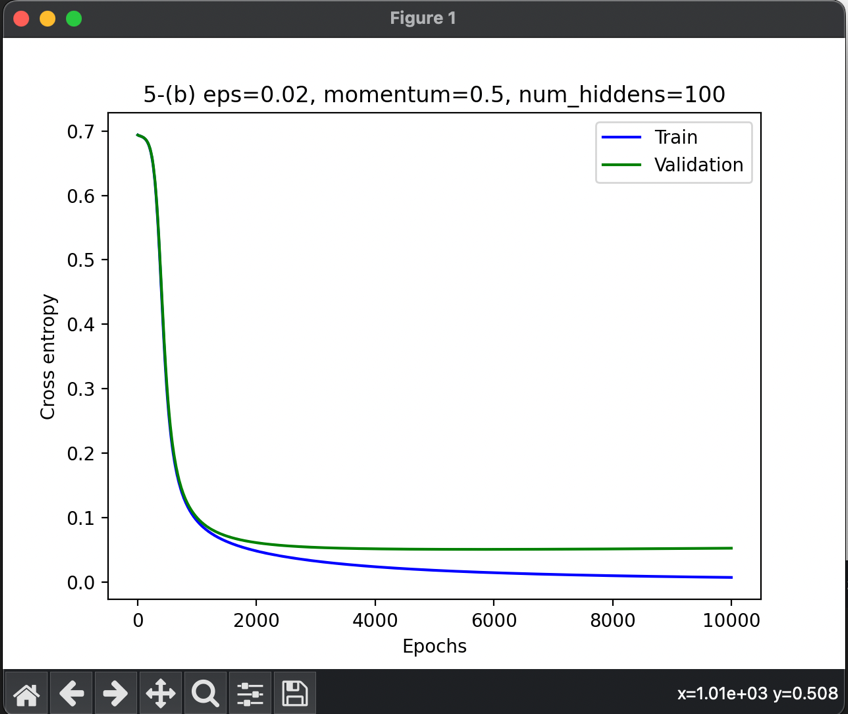 Figure 1
5-(b) eps=0.02, momentum=0.5, num_hiddens=100
Train
Validation
Cross entropy
0.7
0.6
0.5
0.4
0.3
0.2
0.1
0.0
0 2000 4000 6000 8000 10000
Epochs
x=1.01e+03 y=0.508